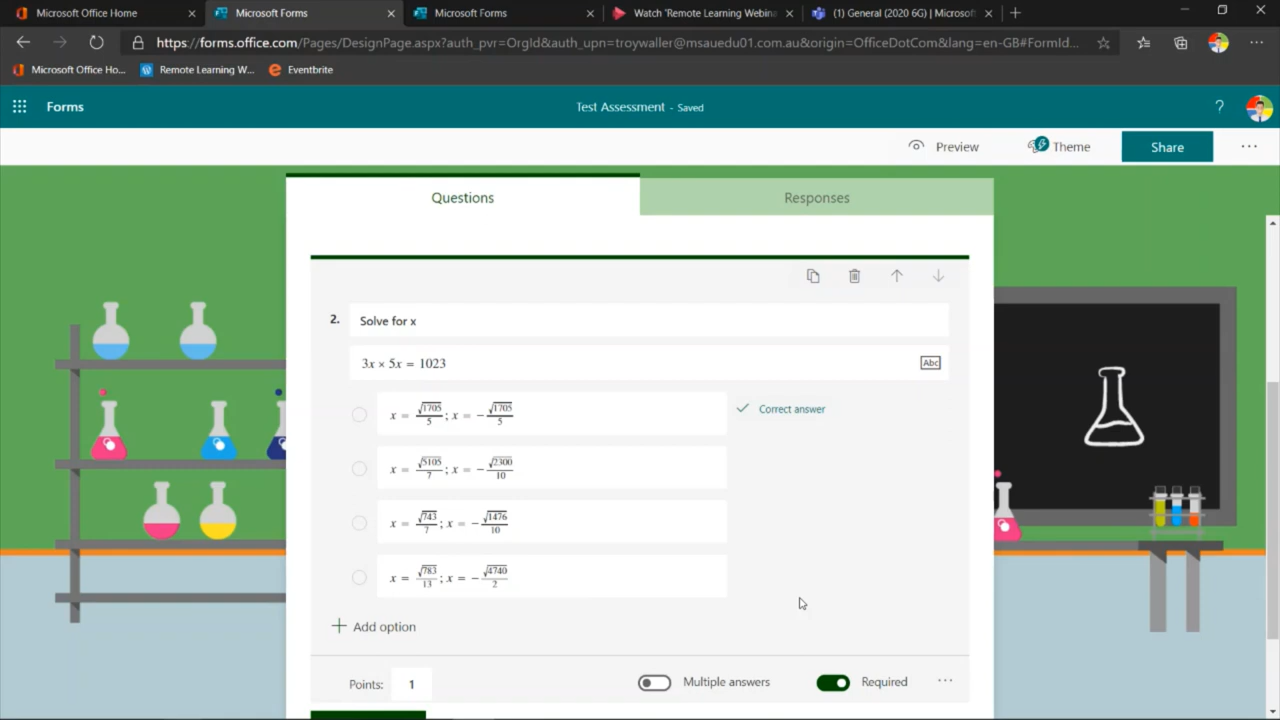 Microsoft Office Home
Microsoft Forms
Microsoft Forms
Watch 'Remote Learning Webina
(1) General (2020 6G) | Microsof
https://forms.office.com/Pages/DesignPage.aspx?auth_pvr=OrgId&auth_upn=troywaller@msauedu01.com.au&origin=OfficeDotCom&lang=en-GB#FormId...
Microsoft Office Ho...
Remote Learning W...
Eventbrite
Forms
Test Assessment - Saved
?
Preview
Theme
Share
Questions
Responses
2.
Solve for x
3x × 5x = 1023
Abc
x = √1705/5 ; x = −√1705/5
Correct answer
x = √5105/7 ; x = −√2300/10
x = √743/7 ; x = −√1476/10
x = √783/13 ; x = −√4740/2
Add option
Points: 1
Multiple answers
Required